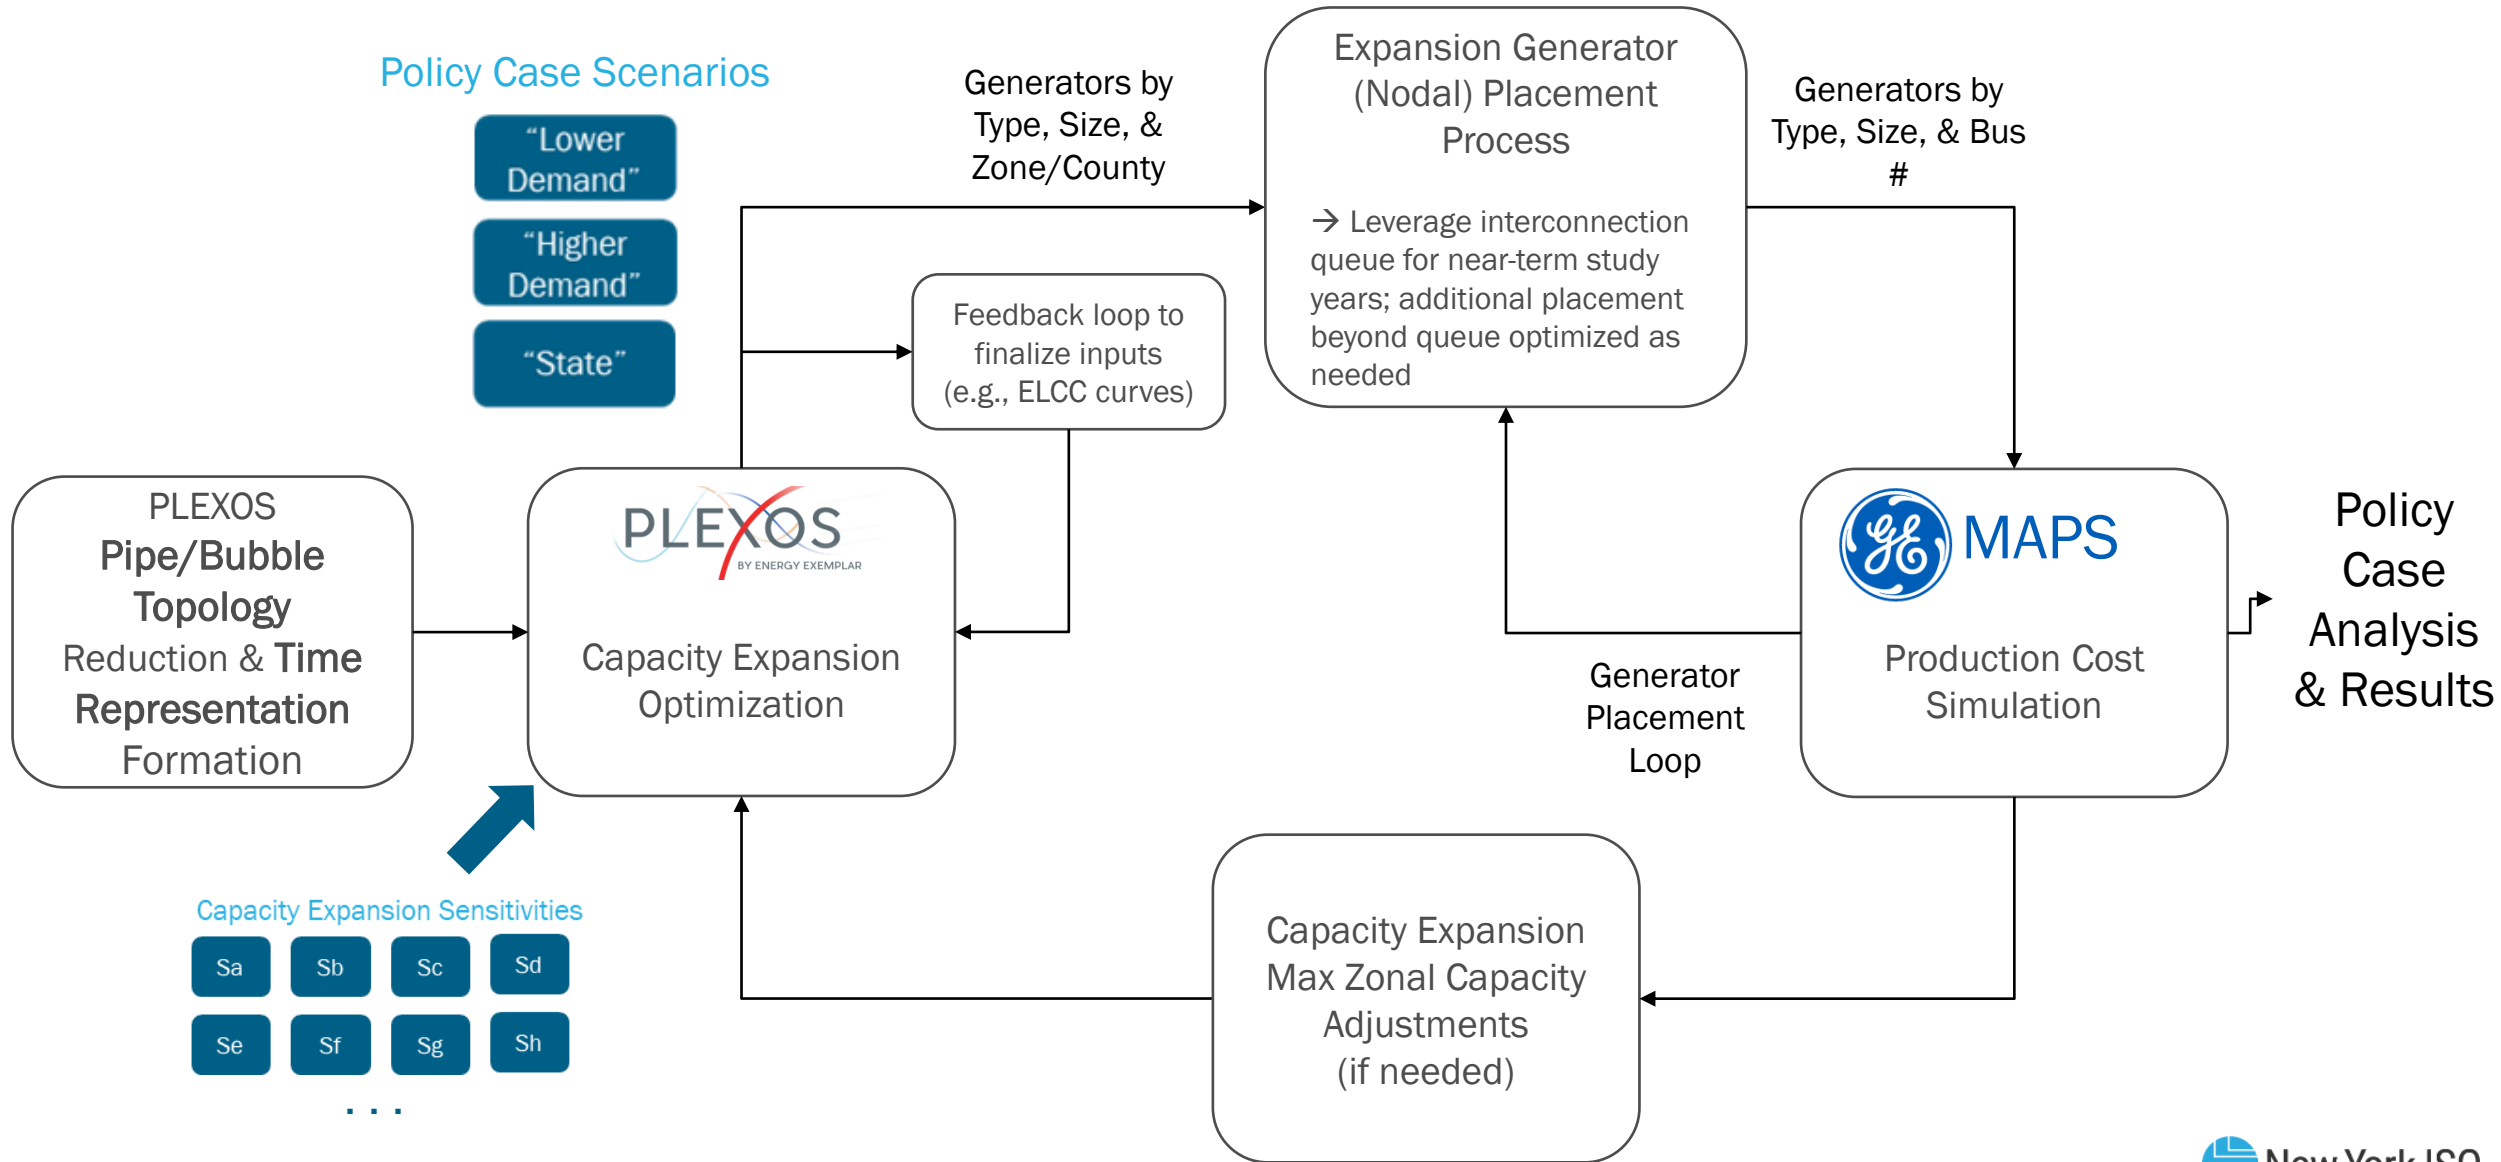 Policy Case Scenarios
“Lower
Demand”
“Higher
Demand”
“State”
Generators by
Type, Size, &
Zone/County
Expansion Generator
(Nodal) Placement
Process
→ Leverage interconnection
queue for near-term study
years; additional placement
beyond queue optimized as
needed
Generators by
Type, Size, & Bus
#
Feedback loop to
finalize inputs
(e.g., ELCC curves)
PLEXOS
Pipe/Bubble
Topology
Reduction & Time
Representation
Formation
PLEXOS
BY ENERGY EXEMPLAR
Capacity Expansion
Optimization
GE MAPS
Production Cost
Simulation
Policy
Case
Analysis
& Results
Generator
Placement
Loop
Capacity Expansion Sensitivities
Sa Sb Sc Sd
Se Sf Sg Sh
. . .
Capacity Expansion
Max Zonal Capacity
Adjustments
(if needed)
New York ISO